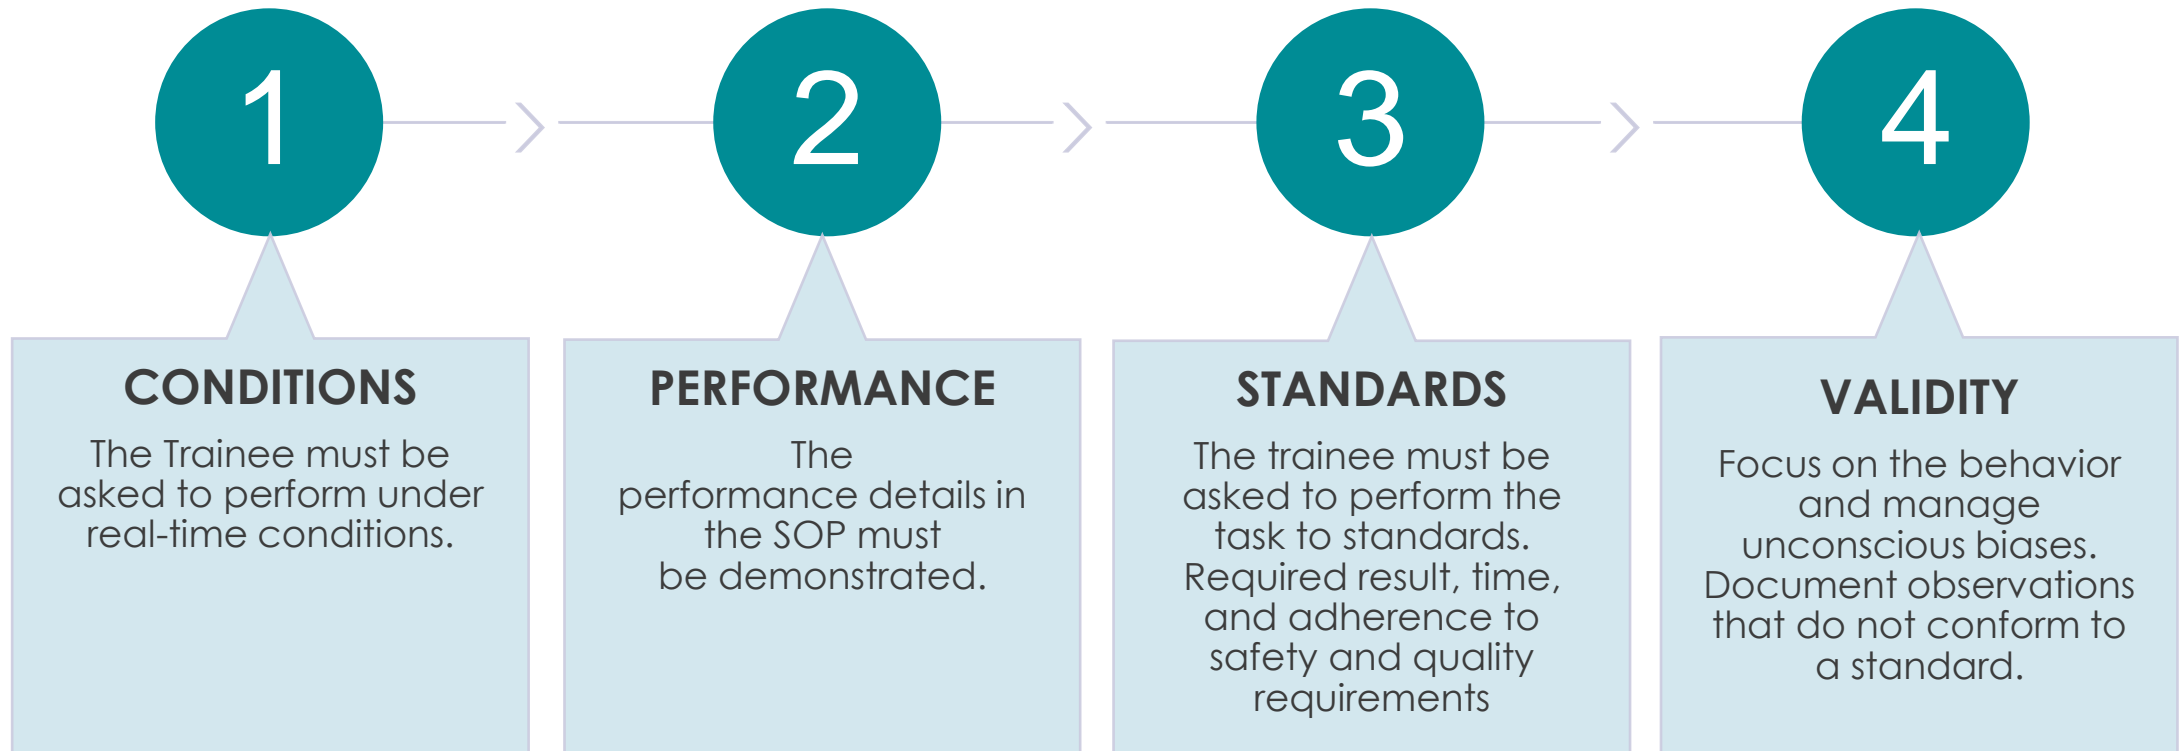 1
2
3
4
CONDITIONS
The Trainee must be
asked to perform under
real-time conditions.
PERFORMANCE
The
performance details in
the SOP must
be demonstrated.
STANDARDS
The trainee must be
asked to perform the
task to standards.
Required result, time,
and adherence to
safety and quality
requirements
VALIDITY
Focus on the behavior
and manage
unconscious biases.
Document observations
that do not conform to
a standard.